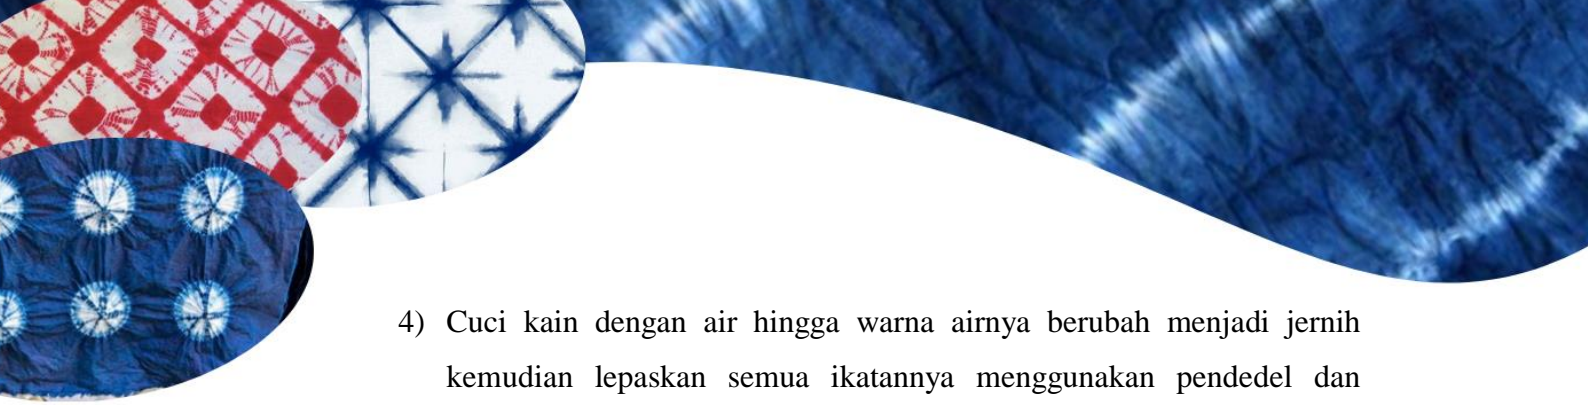 4) Cuci kain dengan air hingga warna airnya berubah menjadi jernih
kemudian lepaskan semua ikatannya menggunakan pendedel dan